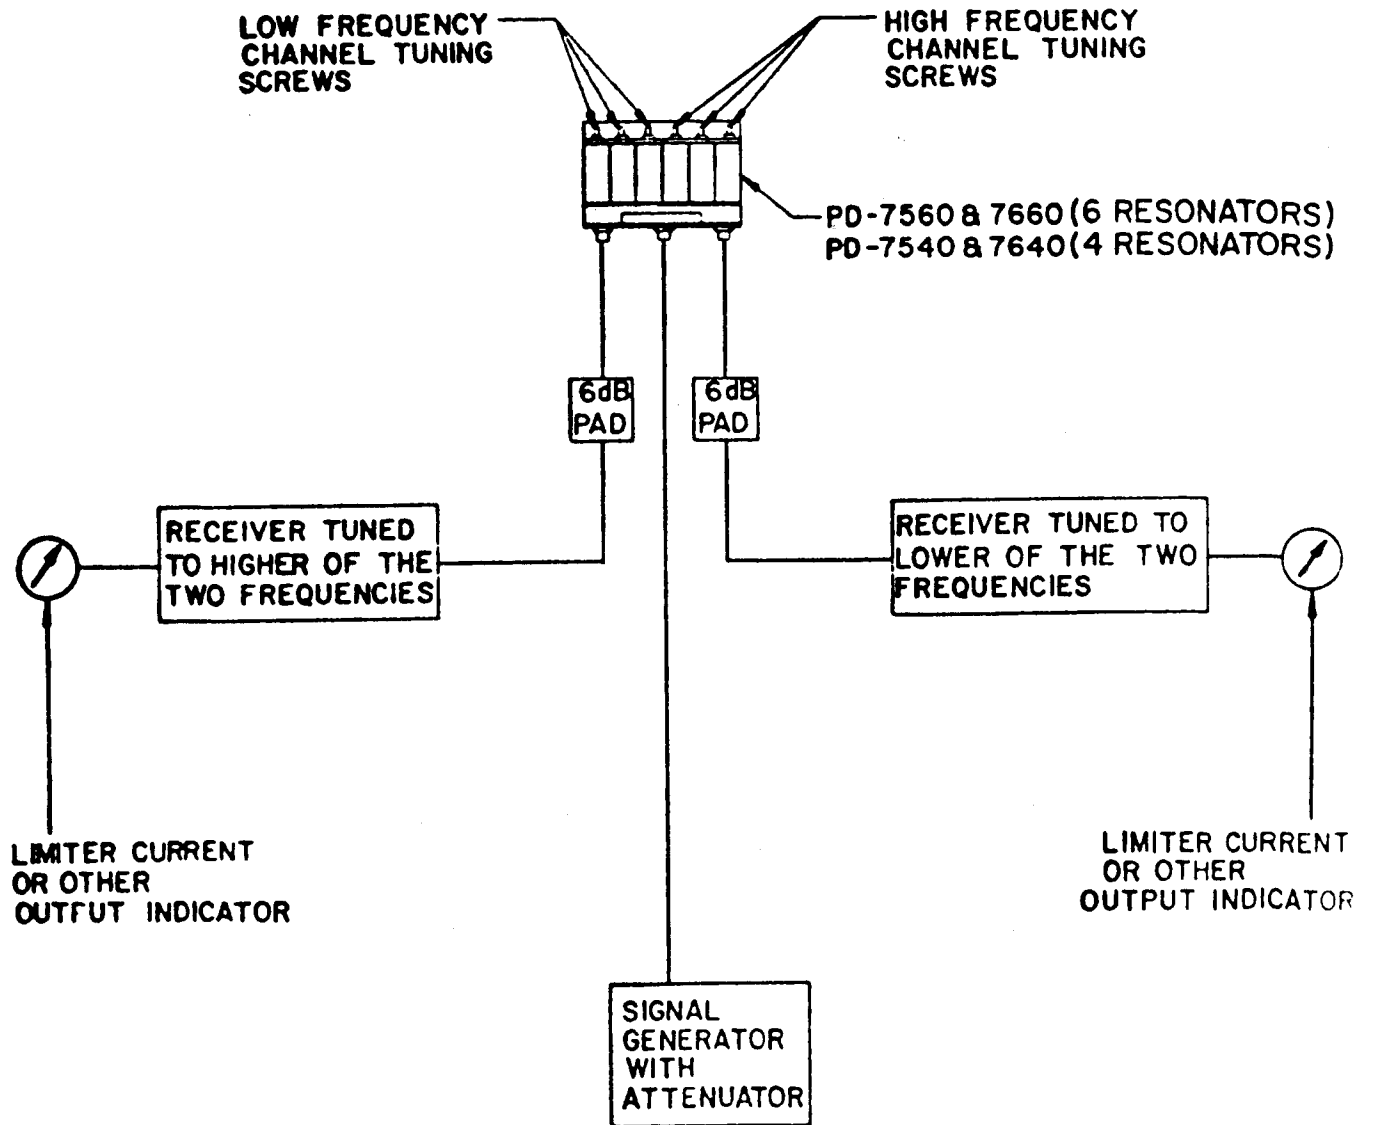 LOW FREQUENCY
CHANNEL TUNING
SCREWS
HIGH FREQUENCY
CHANNEL TUNING
SCREWS
PD-7560 & 7660 (6 RESONATORS)
PD-7540 & 7640 (4 RESONATORS)
6dB
PAD
6dB
PAD
RECEIVER TUNED
TO HIGHER OF THE
TWO FREQUENCIES
RECEIVER TUNED TO
LOWER OF THE TWO
FREQUENCIES
LIMITER CURRENT
OR OTHER
OUTPUT INDICATOR
LIMITER CURRENT
OR OTHER
OUTPUT INDICATOR
SIGNAL
GENERATOR
WITH
ATTENUATOR